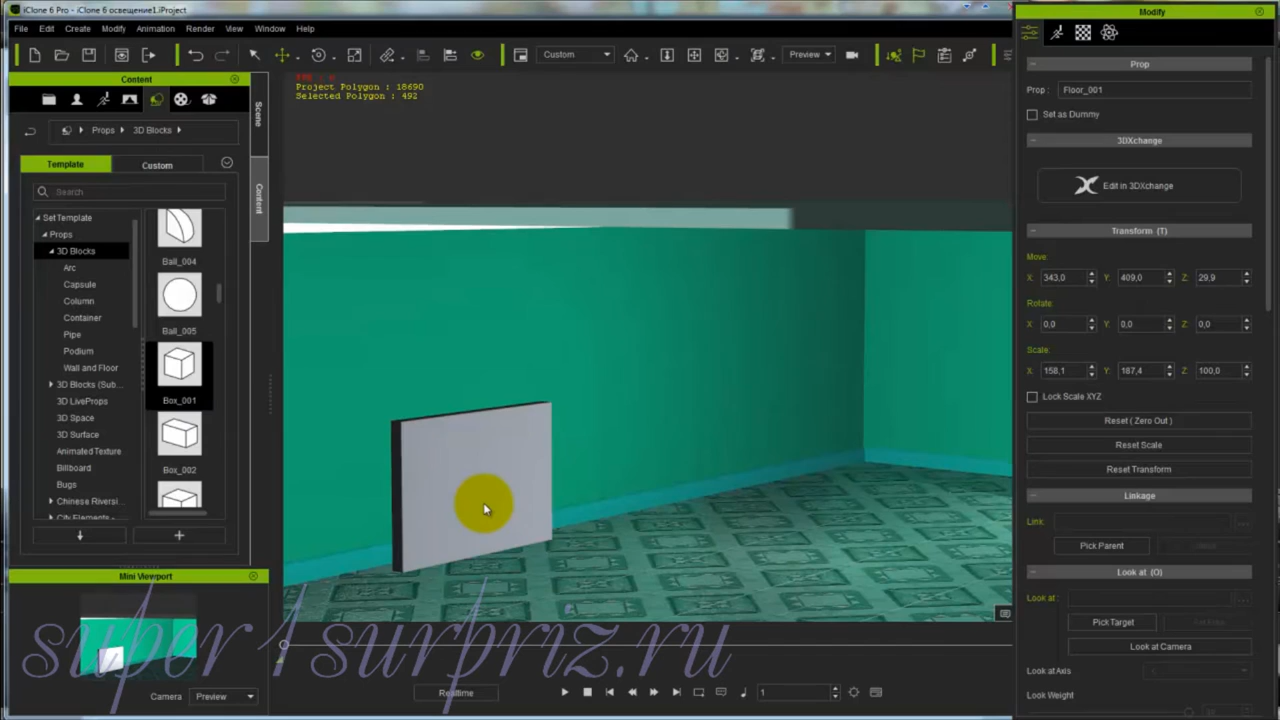 iClone 6 Pro - iClone 6 освещение1.iProject
File Edit Create Modify Animation Render View Window Help
Custom
Preview
Content
Props
3D Blocks
Template
Custom
Search
SetTemplate
Props
3D Blocks
Arc
Capsule
Column
Container
Pipe
Podium
Wall and Floor
3D Blocks (Sub...
3D LiveProps
3D Space
3D Surface
Animated Texture
Billboard
Bugs
Chinese Riversi...
City Elements -
Ball_004
Ball_005
Box_001
Box_002
Scene
Content
Project Polygon : 18690
Selected Polygon : 492
Mini Viewport
Camera
Preview
super1surpriz.ru
Realtime
1
Modify
Prop
Prop : Floor_001
Set as Dummy
3DXchange
Edit in 3DXchange
Transform (T)
Move:
X: 343,0 Y: 409,0 Z: 29,9
Rotate:
X: 0,0 Y: 0,0 Z: 0,0
Scale:
X: 158,1 Y: 187,4 Z: 100,0
Lock Scale XYZ
Reset ( Zero Out )
Reset Scale
Reset Transform
Linkage
Link:
Pick Parent
Look at (O)
Look at :
Pick Target
Look at Camera
Look at Axis
Look Weight